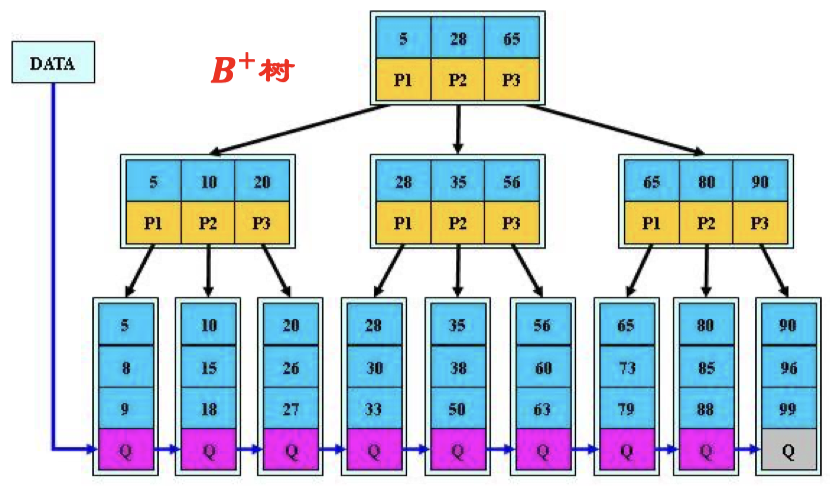 5 28 65
P1 P2 P3
DATA
B+树
5 10 20
P1 P2 P3
28 35 56
P1 P2 P3
65 80 90
P1 P2 P3
5
8
9
Q
10
15
18
Q
20
26
27
Q
28
30
33
Q
35
38
50
Q
56
60
63
Q
65
73
79
Q
80
85
88
Q
90
96
99
Q